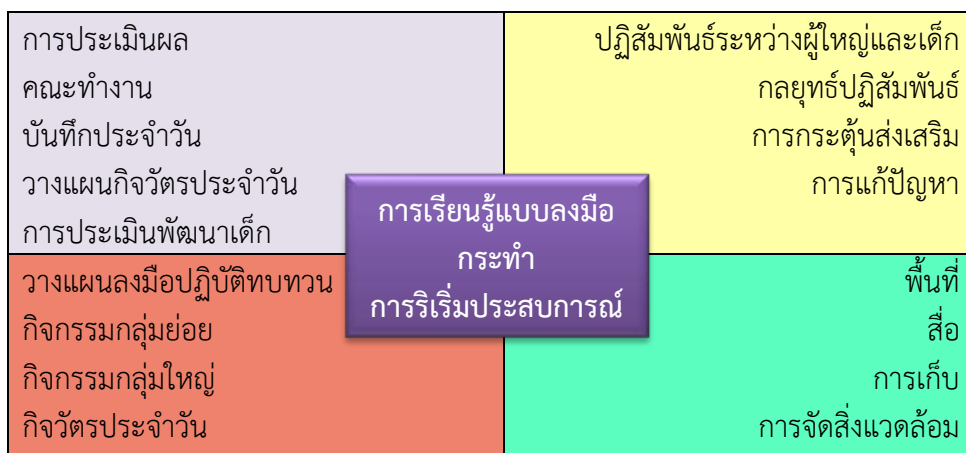 การประเมินผล
คณะทำงาน
บันทึกประจำวัน
วางแผนกิจวัตรประจำวัน
การประเมินพัฒนาเด็ก
ปฏิสัมพันธ์ระหว่างผู้ใหญ่และเด็ก
กลยุทธ์ปฏิสัมพันธ์
การกระตุ้นส่งเสริม
การแก้ปัญหา
การเรียนรู้แบบลงมือ
กระทำ
การริเริ่มประสบการณ์
วางแผนลงมือปฏิบัติทบทวน
กิจกรรมกลุ่มย่อย
กิจกรรมกลุ่มใหญ่
กิจวัตรประจำวัน
พื้นที่
สื่อ
การเก็บ
การจัดสิ่งแวดล้อม